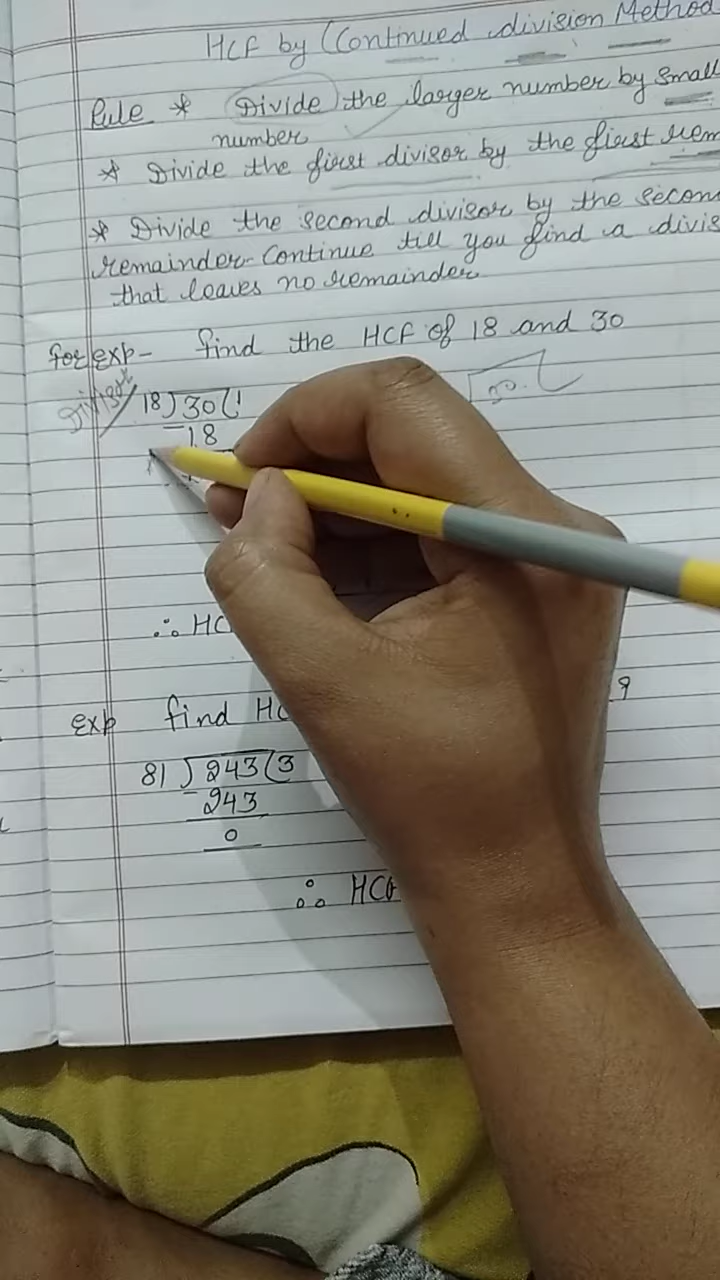 HCF by (Continued division Method
Rule * Divide the larger number by small
number
* Divide the first divisor by the first rem
* Divide the second divisor by the secon
remainder- Continue till you find a divis
that leaves no remainder
for exp- find the HCF of 18 and 30
Divisor 18) 30 ( 1
- 18
∴ HC
9
Exp find HC
81 ) 243 ( 3
- 243
0
∴ HC